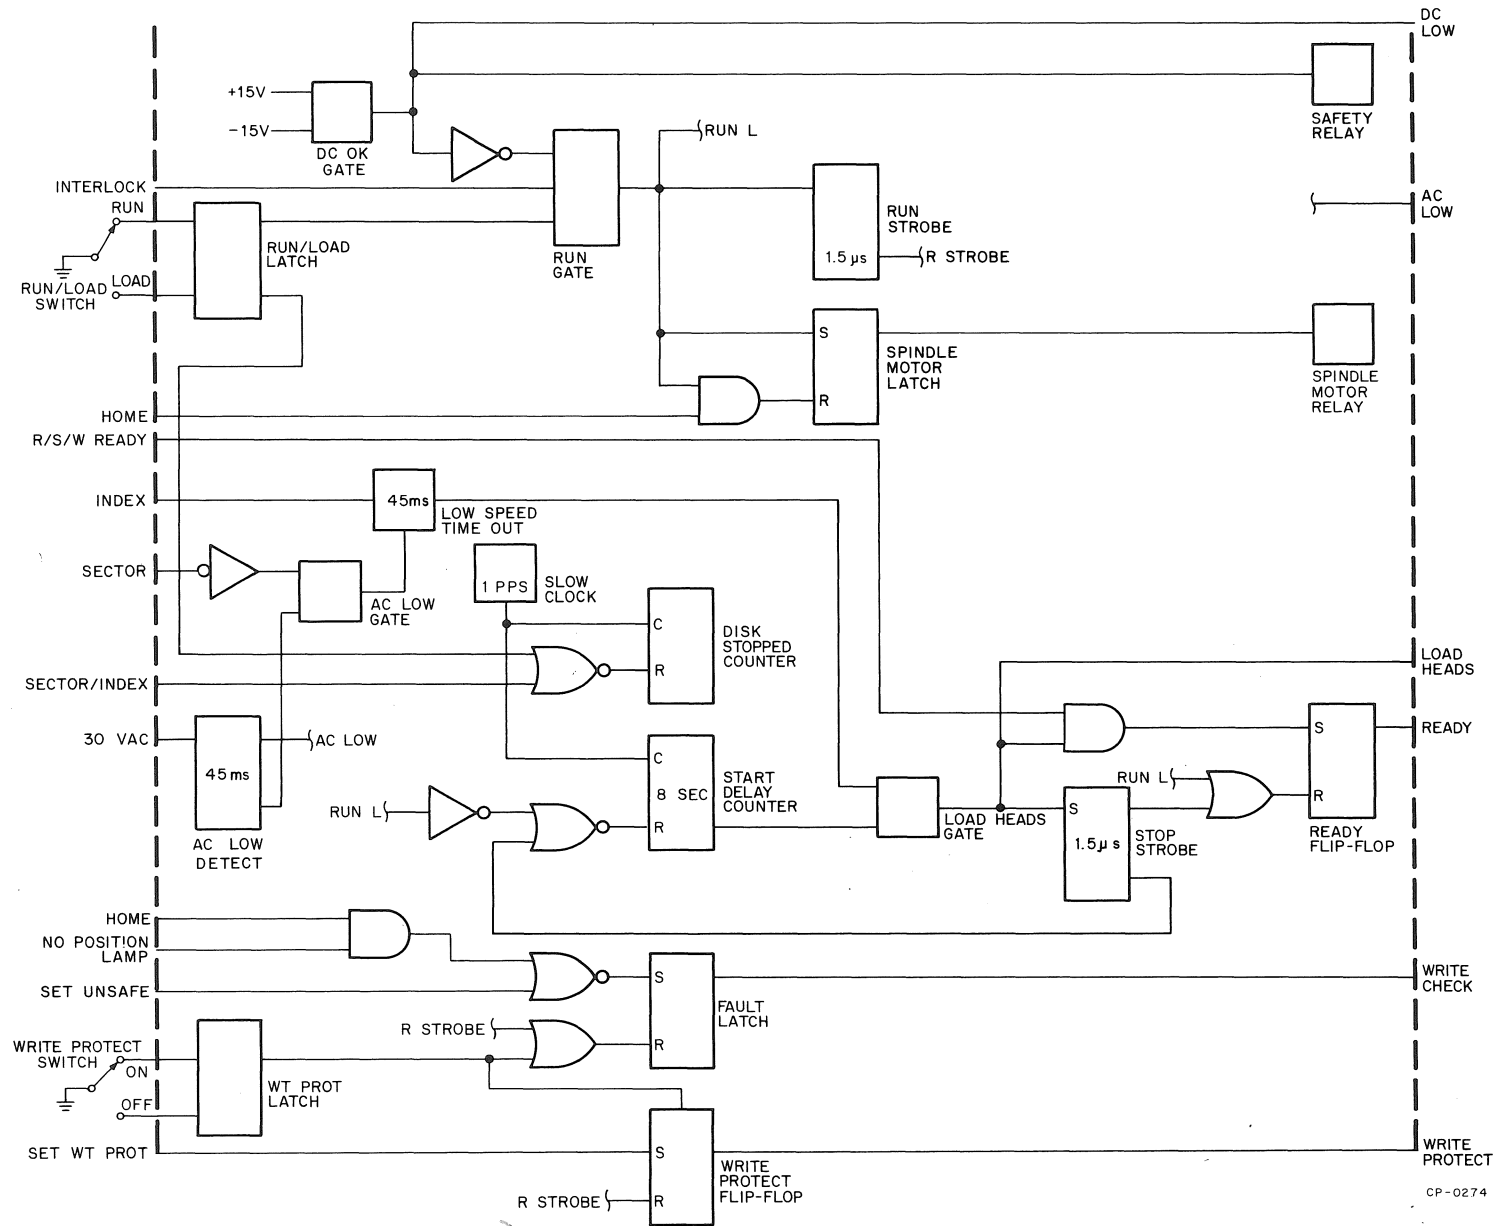 DC
LOW
+15V
-15V
DC OK
GATE
SAFETY
RELAY
RUN L
INTERLOCK
RUN
RUN/LOAD
LATCH
RUN
GATE
RUN
STROBE
1.5 µs
R STROBE
AC
LOW
RUN/LOAD
SWITCH
LOAD
S
R
SPINDLE
MOTOR
LATCH
SPINDLE
MOTOR
RELAY
HOME
R/S/W READY
INDEX
45ms
LOW SPEED
TIME OUT
SECTOR
AC LOW
GATE
1 PPS
SLOW
CLOCK
C
R
DISK
STOPPED
COUNTER
SECTOR/INDEX
LOAD
HEADS
30 VAC
AC LOW
45ms
AC LOW
DETECT
RUN L
C
8 SEC
R
START
DELAY
COUNTER
LOAD HEADS
GATE
S
1.5µs
STOP
STROBE
RUN L
S
R
READY
FLIP-FLOP
READY
HOME
NO POSITION
LAMP
SET UNSAFE
R STROBE
S
R
FAULT
LATCH
WRITE
CHECK
WRITE PROTECT
SWITCH
ON
OFF
WT PROT
LATCH
SET WT PROT
S
R
R STROBE
WRITE
PROTECT
FLIP-FLOP
WRITE
PROTECT
CP-0274